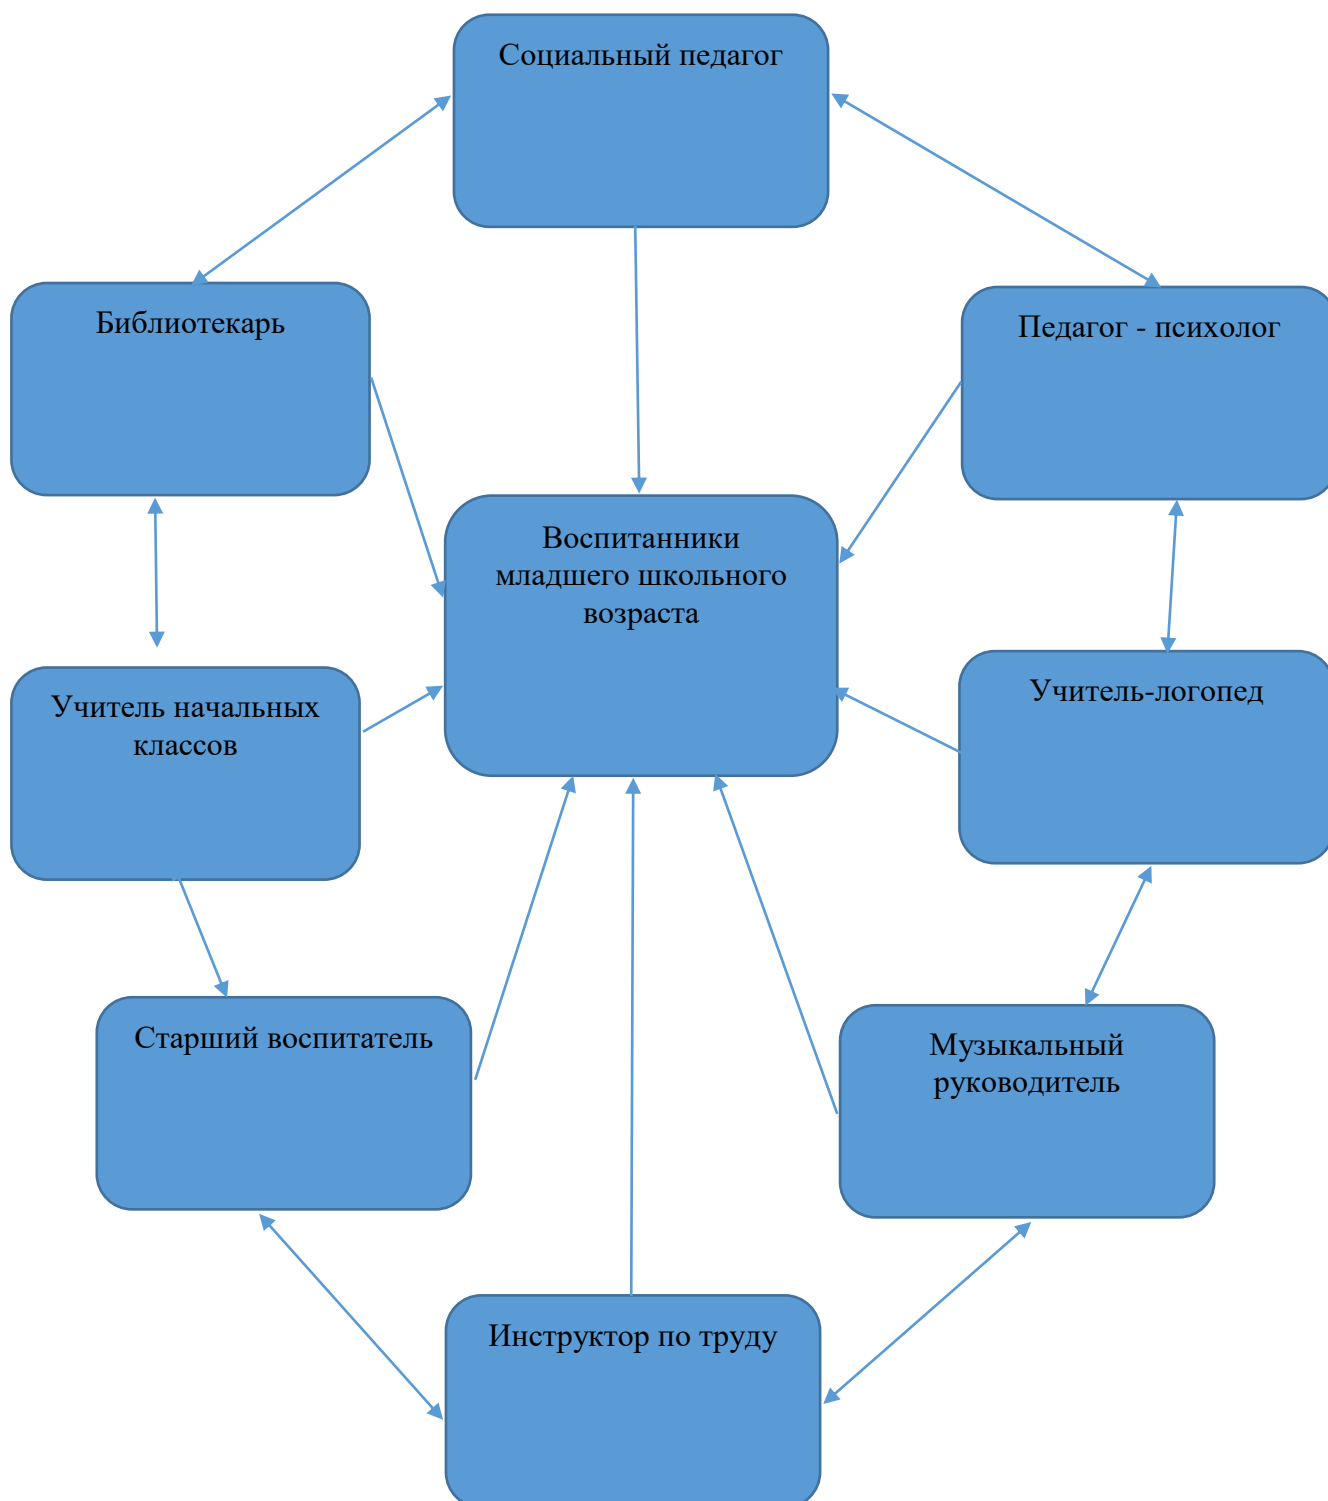 Социальный педагог
Библиотекарь
Педагог - психолог
Воспитанники
младшего школьного
возраста
Учитель начальных
классов
Учитель-логопед
Старший воспитатель
Музыкальный
руководитель
Инструктор по труду